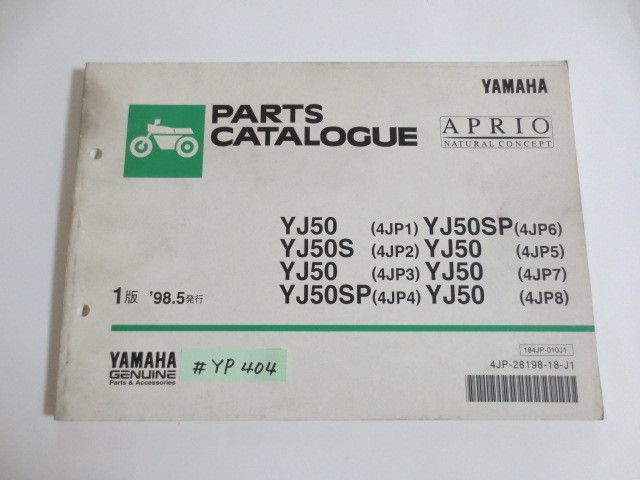 YAMAHA
PARTS
CATALOGUE
APRIO
NATURAL CONCEPT
YJ50 (4JP1) YJ50SP (4JP6)
YJ50S (4JP2) YJ50 (4JP5)
YJ50 (4JP3) YJ50 (4JP7)
YJ50SP (4JP4) YJ50 (4JP8)
1版 '98.5発行
184JP-010J1
YAMAHA
GENUINE
Parts & Accessories
#YP404
4JP-28198-18-J1